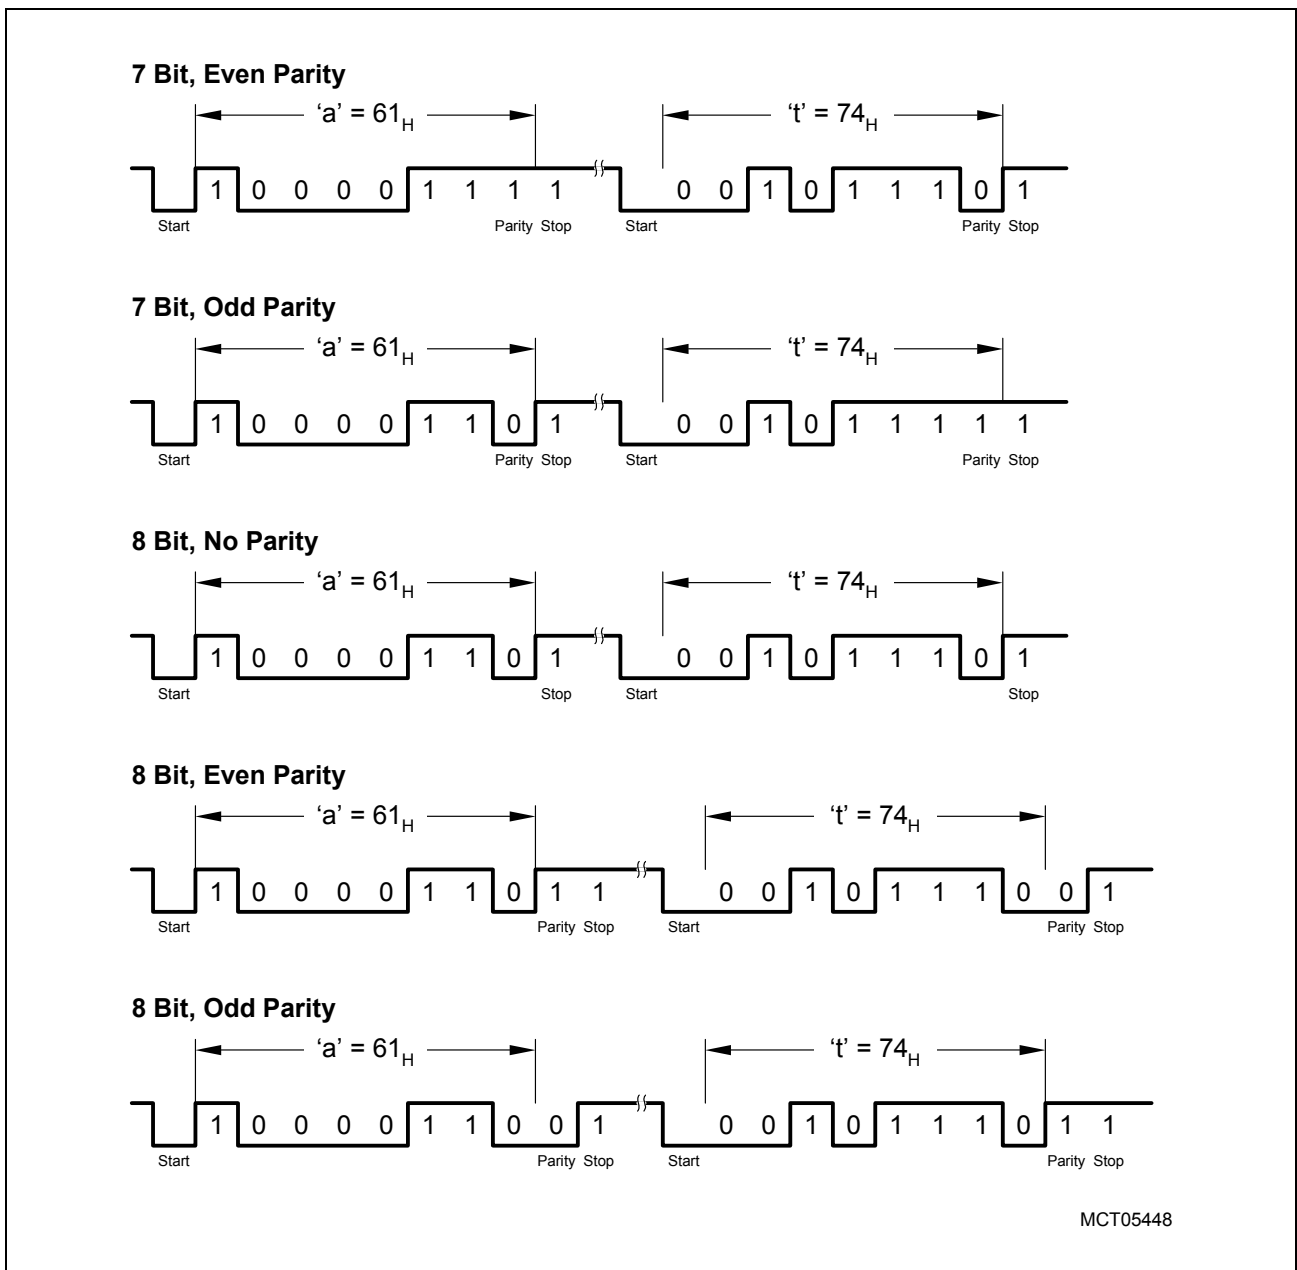 7 Bit, Even Parity
‘a’ = 61H ‘t’ = 74H
1 0 0 0 0 1 1 1 1 0 0 1 0 1 1 1 0 1
Start Parity Stop Start Parity Stop
7 Bit, Odd Parity
‘a’ = 61H ‘t’ = 74H
1 0 0 0 0 1 1 0 1 0 0 1 0 1 1 1 1 1
Start Parity Stop Start Parity Stop
8 Bit, No Parity
‘a’ = 61H ‘t’ = 74H
1 0 0 0 0 1 1 0 1 0 0 1 0 1 1 1 0 1
Start Stop Start Stop
8 Bit, Even Parity
‘a’ = 61H ‘t’ = 74H
1 0 0 0 0 1 1 0 1 1 0 0 1 0 1 1 1 0 0 1
Start Parity Stop Start Parity Stop
8 Bit, Odd Parity
‘a’ = 61H ‘t’ = 74H
1 0 0 0 0 1 1 0 0 1 0 0 1 0 1 1 1 0 1 1
Start Parity Stop Start Parity Stop
MCT05448